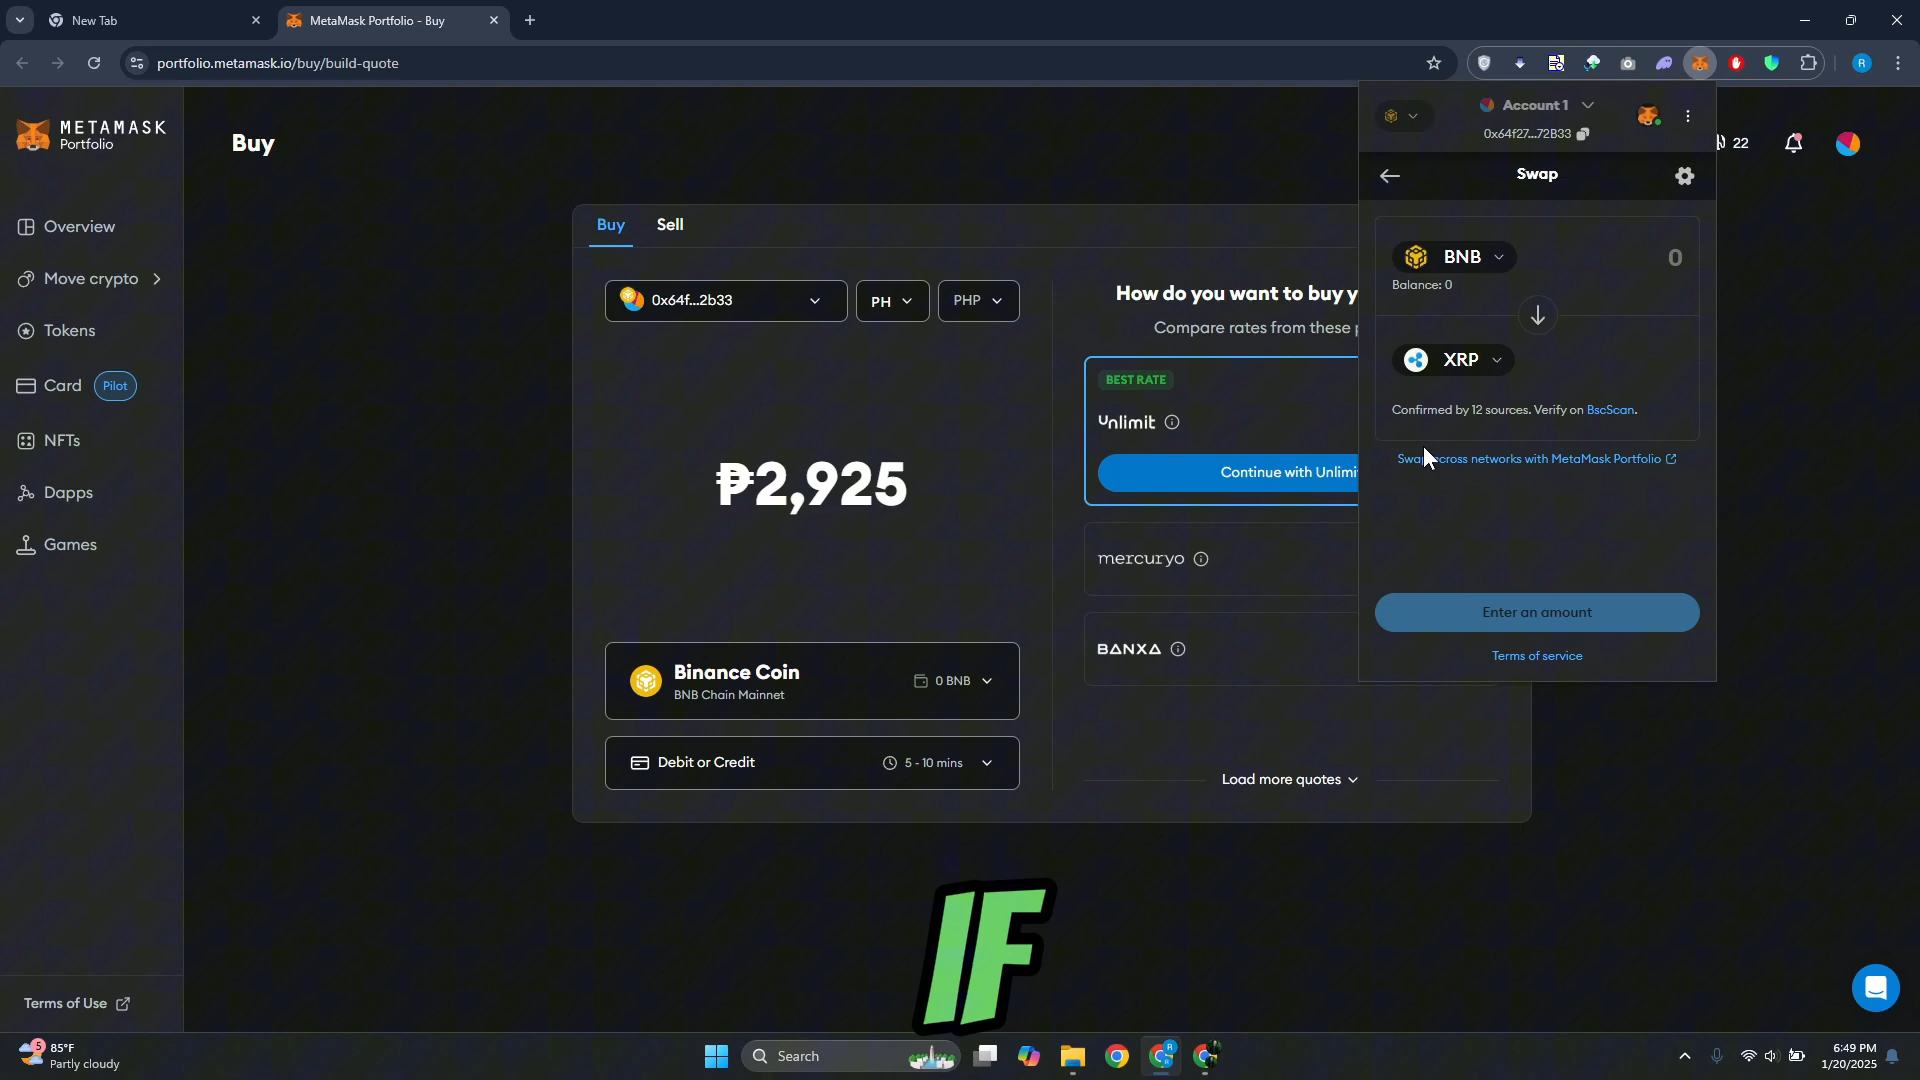 New Tab
MetaMask Portfolio - Buy
portfolio.metamask.io/buy/build-quote
R
METAMASK
Portfolio
Overview
Move crypto
Tokens
Card Pilot
NFTs
Dapps
Games
Terms of Use
Buy
22
Buy Sell
0x64f...2b33 PH PHP
₱2,925
Binance Coin
BNB Chain Mainnet
0 BNB
Debit or Credit 5 - 10 mins
How do you want to buy y
Compare rates from these p
BEST RATE
Unlimit
Continue with Unlimit
mercuryo
BANXA
Load more quotes
Account 1
0x64f27...72B33
Swap
BNB 0
Balance: 0
XRP
Confirmed by 12 sources. Verify on BscScan.
Swap across networks with MetaMask Portfolio
Enter an amount
Terms of service
IF
5
85°F
Partly cloudy
Search
R
6:49 PM
1/20/2025